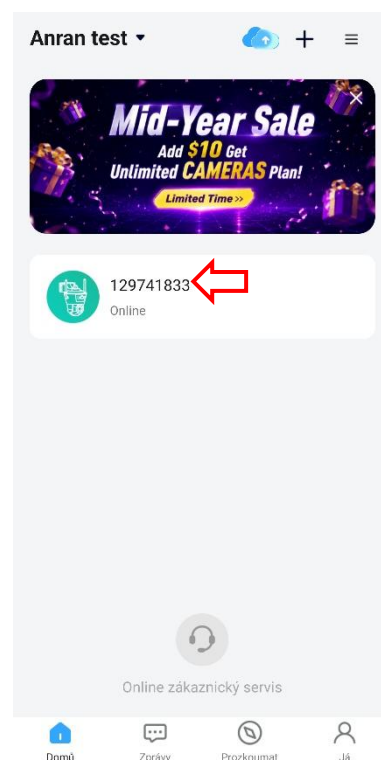 Anran test
Mid-Year Sale
Add $10 Get
Unlimited CAMERAS Plan!
Limited Time >>
129741833
Online
Online zákaznický servis
Domů Zprávy Prozkoumat Já